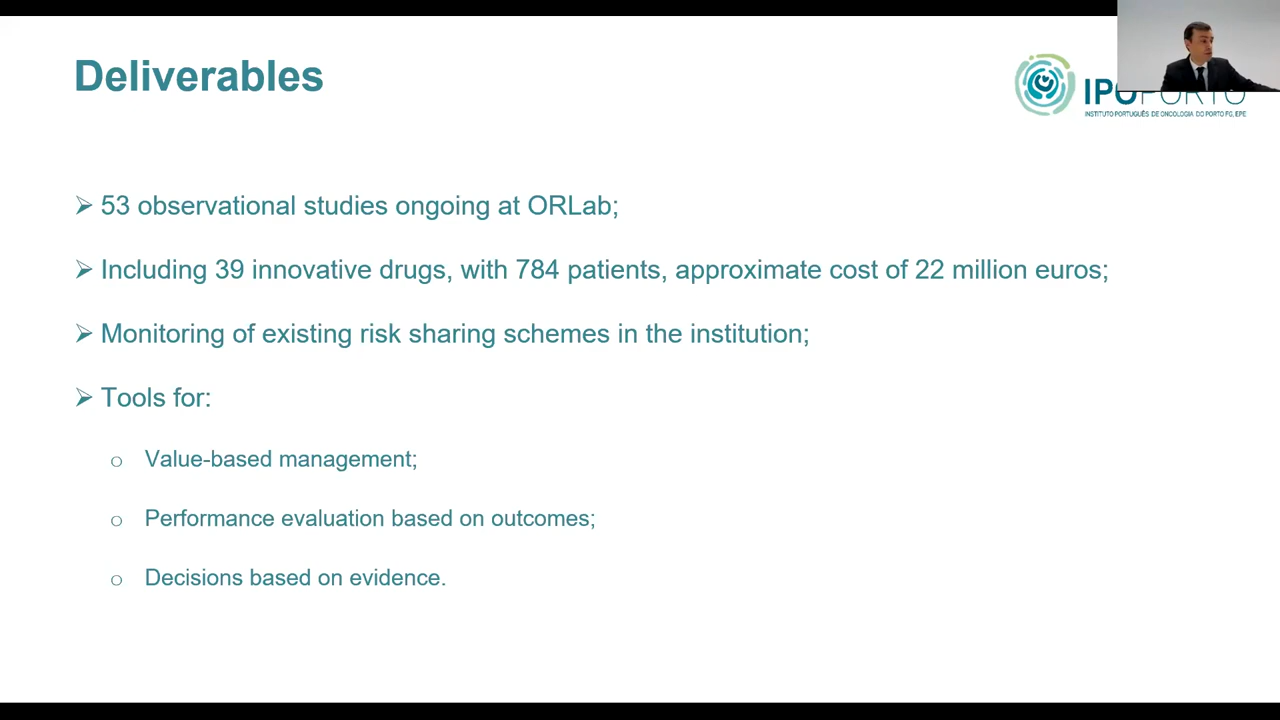 Deliverables
INSTITUTO PORTUGUÊS DE ONCOLOGIA DO PORTO FG, EPE
➢ 53 observational studies ongoing at ORLab;
➢ Including 39 innovative drugs, with 784 patients, approximate cost of 22 million euros;
➢ Monitoring of existing risk sharing schemes in the institution;
➢ Tools for:
o Value-based management;
o Performance evaluation based on outcomes;
o Decisions based on evidence.